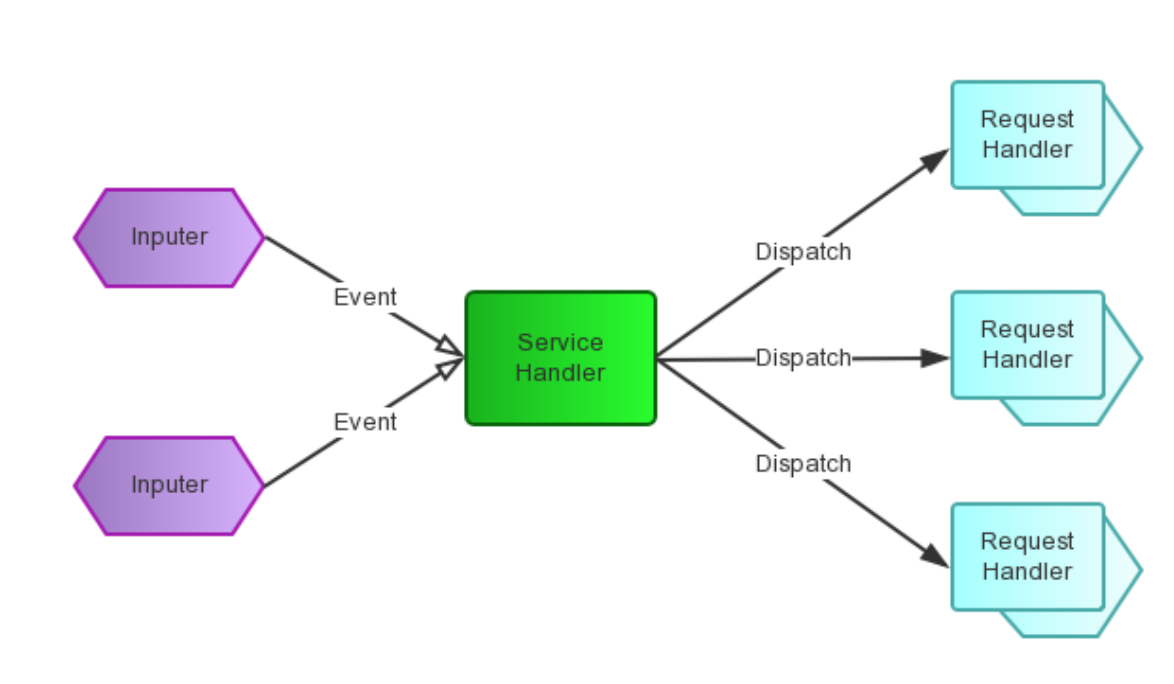 Inputer
Event
Inputer
Event
Service
Handler
Dispatch
Dispatch
Dispatch
Request
Handler
Request
Handler
Request
Handler